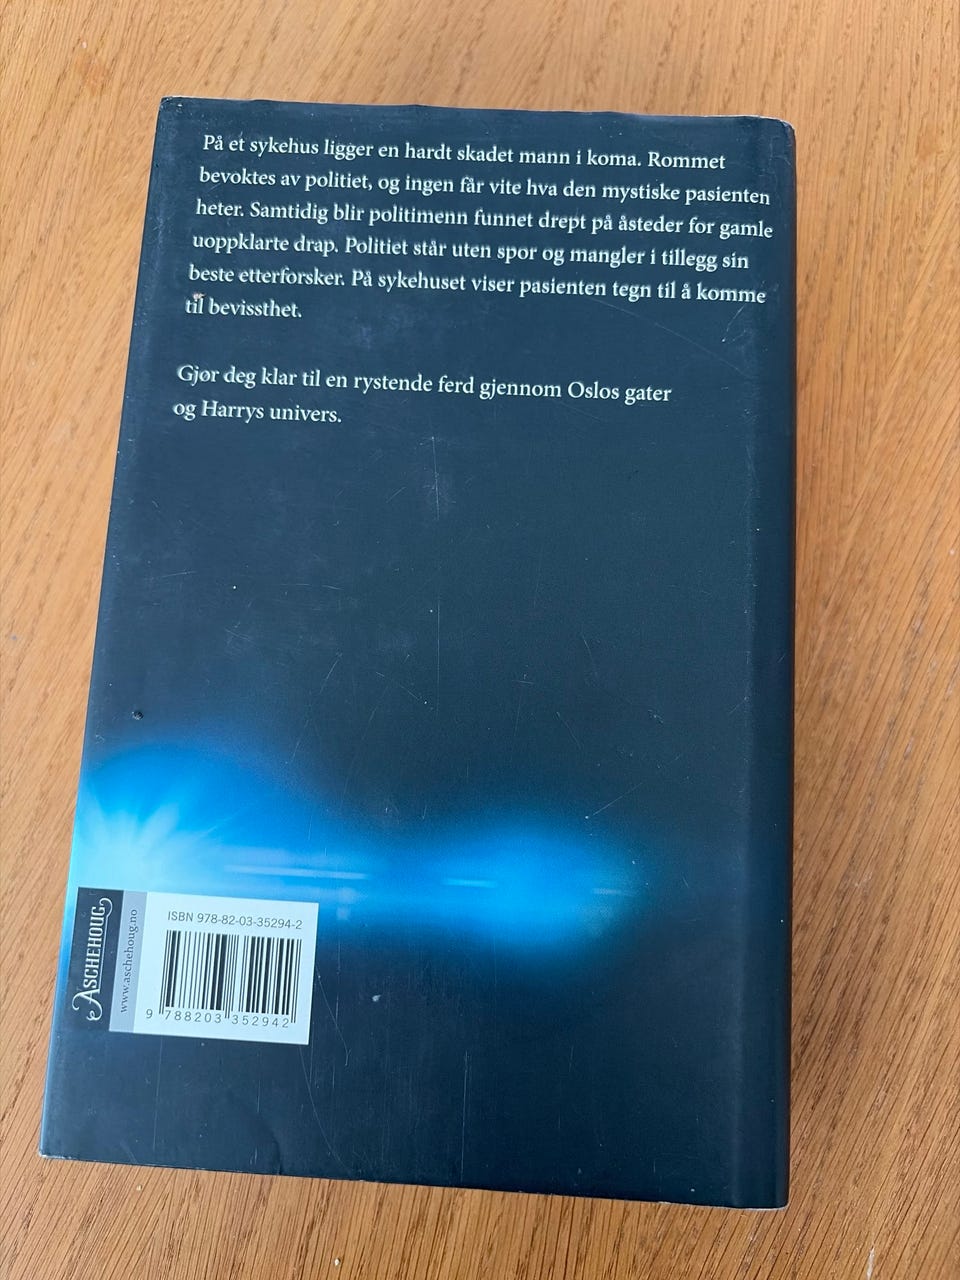 På et sykehus ligger en hardt skadet mann i koma. Rommet
bevoktes av politiet, og ingen får vite hva den mystiske pasienten
heter. Samtidig blir politimenn funnet drept på åsteder for gamle
uoppklarte drap. Politiet står uten spor og mangler i tillegg sin
beste etterforsker. På sykehuset viser pasienten tegn til å komme
til bevissthet.
Gjør deg klar til en rystende ferd gjennom Oslos gater
og Harrys univers.
ASCHEHOUG
www.aschehoug.no
ISBN 978-82-03-35294-2
9 788203 352942